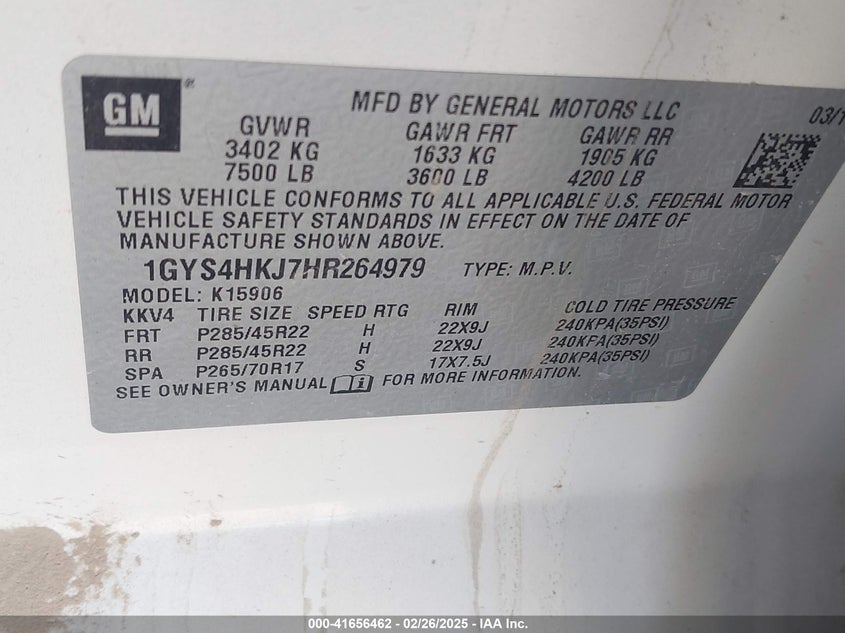 GM
MFD BY GENERAL MOTORS LLC
03/1
GVWR GAWR FRT GAWR RR
3402 KG 1633 KG 1905 KG
7500 LB 3600 LB 4200 LB
THIS VEHICLE CONFORMS TO ALL APPLICABLE U.S. FEDERAL MOTOR
VEHICLE SAFETY STANDARDS IN EFFECT ON THE DATE OF
MANUFACTURE SHOWN ABOVE.
1GYS4HKJ7HR264979 TYPE: M.P.V.
MODEL: K15906
KKV4 TIRE SIZE SPEED RTG RIM COLD TIRE PRESSURE
FRT P285/45R22 H 22X9J 240KPA(35PSI)
RR P285/45R22 H 22X9J 240KPA(35PSI)
SPA P265/70R17 S 17X7.5J 240KPA(35PSI)
SEE OWNER'S MANUAL FOR MORE INFORMATION.
000-41656462 - 02/26/2025 - IAA Inc.